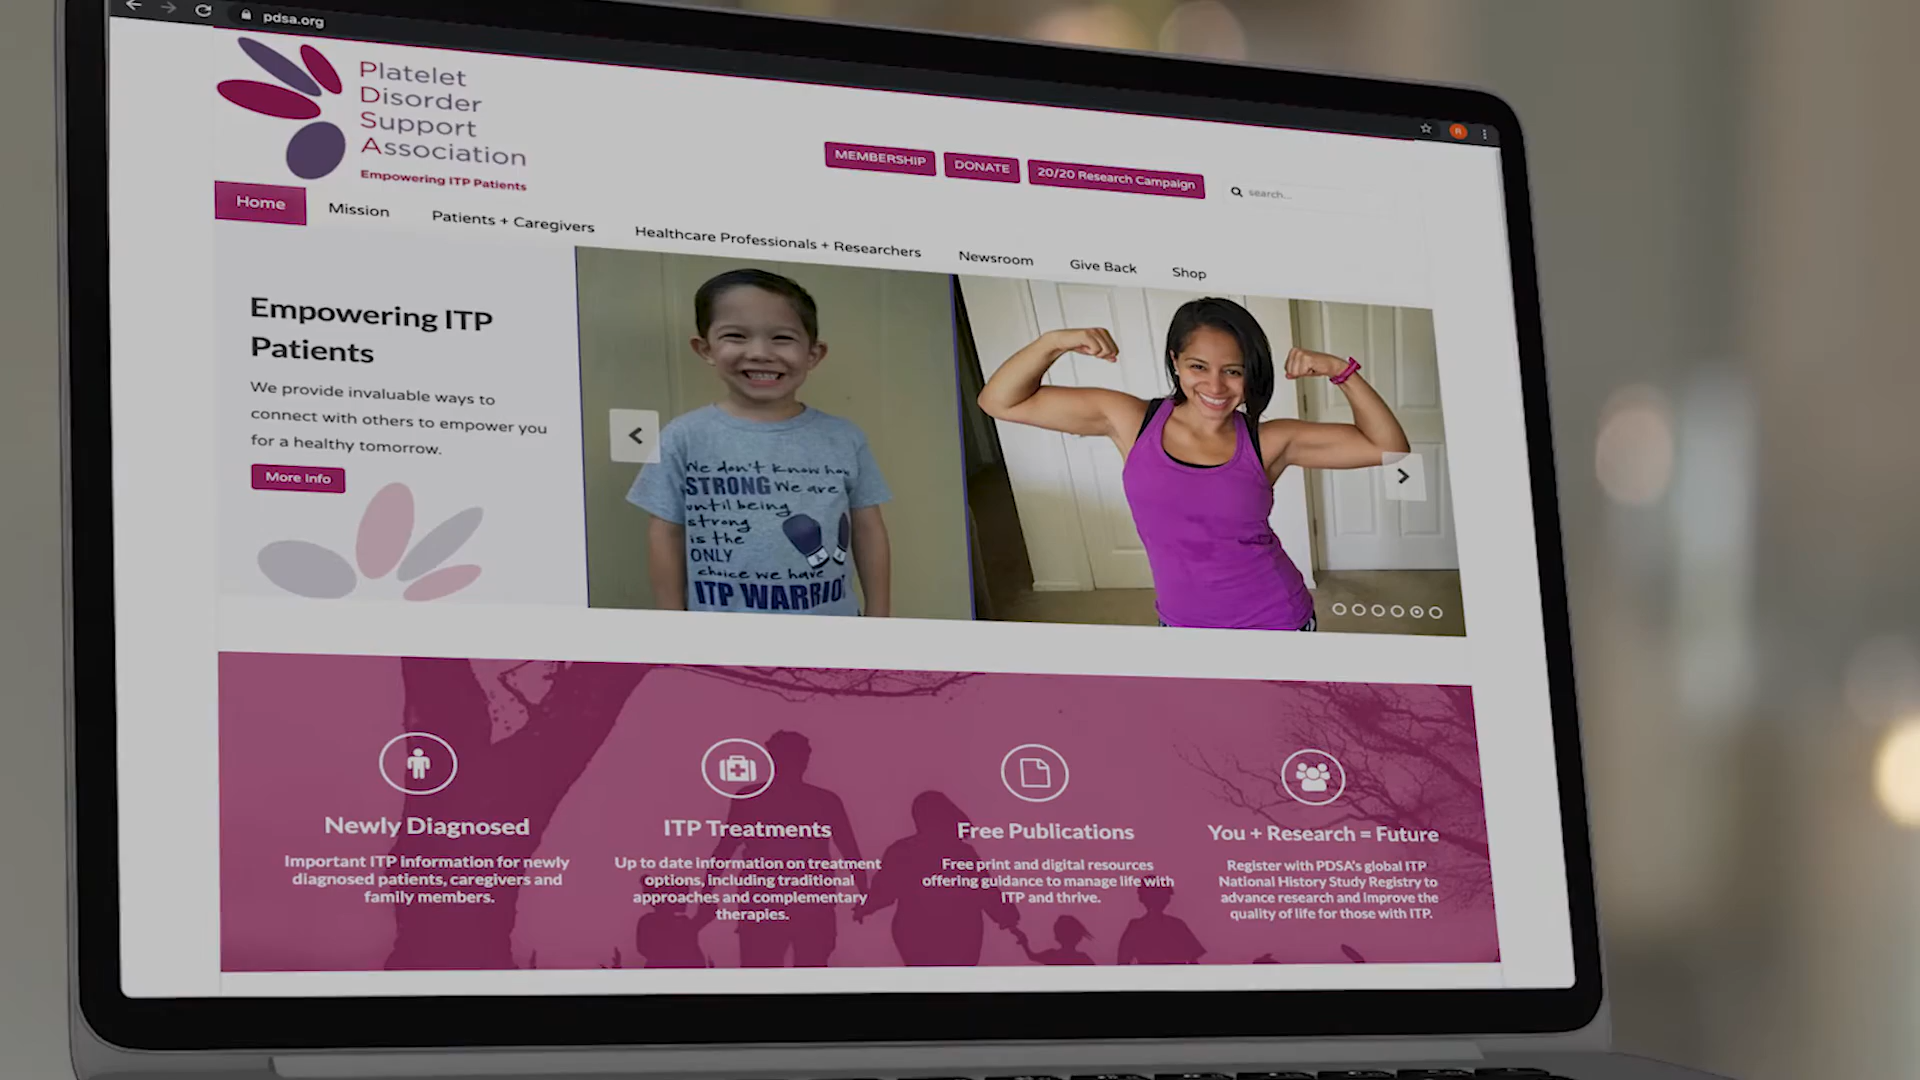 pdsa.org
Platelet
Disorder
Support
Association
Empowering ITP Patients
MEMBERSHIP
DONATE
20/20 Research Campaign
search...
Home
Mission
Patients + Caregivers
Healthcare Professionals + Researchers
Newsroom
Give Back
Shop
Empowering ITP
Patients
We provide invaluable ways to
connect with others to empower you
for a healthy tomorrow.
More Info
We don't know how
STRONG We are
until being
strong
is the
ONLY
choice we have
ITP WARRIO
Newly Diagnosed
Important ITP information for newly
diagnosed patients, caregivers and
family members.
ITP Treatments
Up to date information on treatment
options, including traditional
approaches and complementary
therapies.
Free Publications
Free print and digital resources
offering guidance to manage life with
ITP and thrive.
You + Research = Future
Register with PDSA's global ITP
National History Study Registry to
advance research and improve the
quality of life for those with ITP.